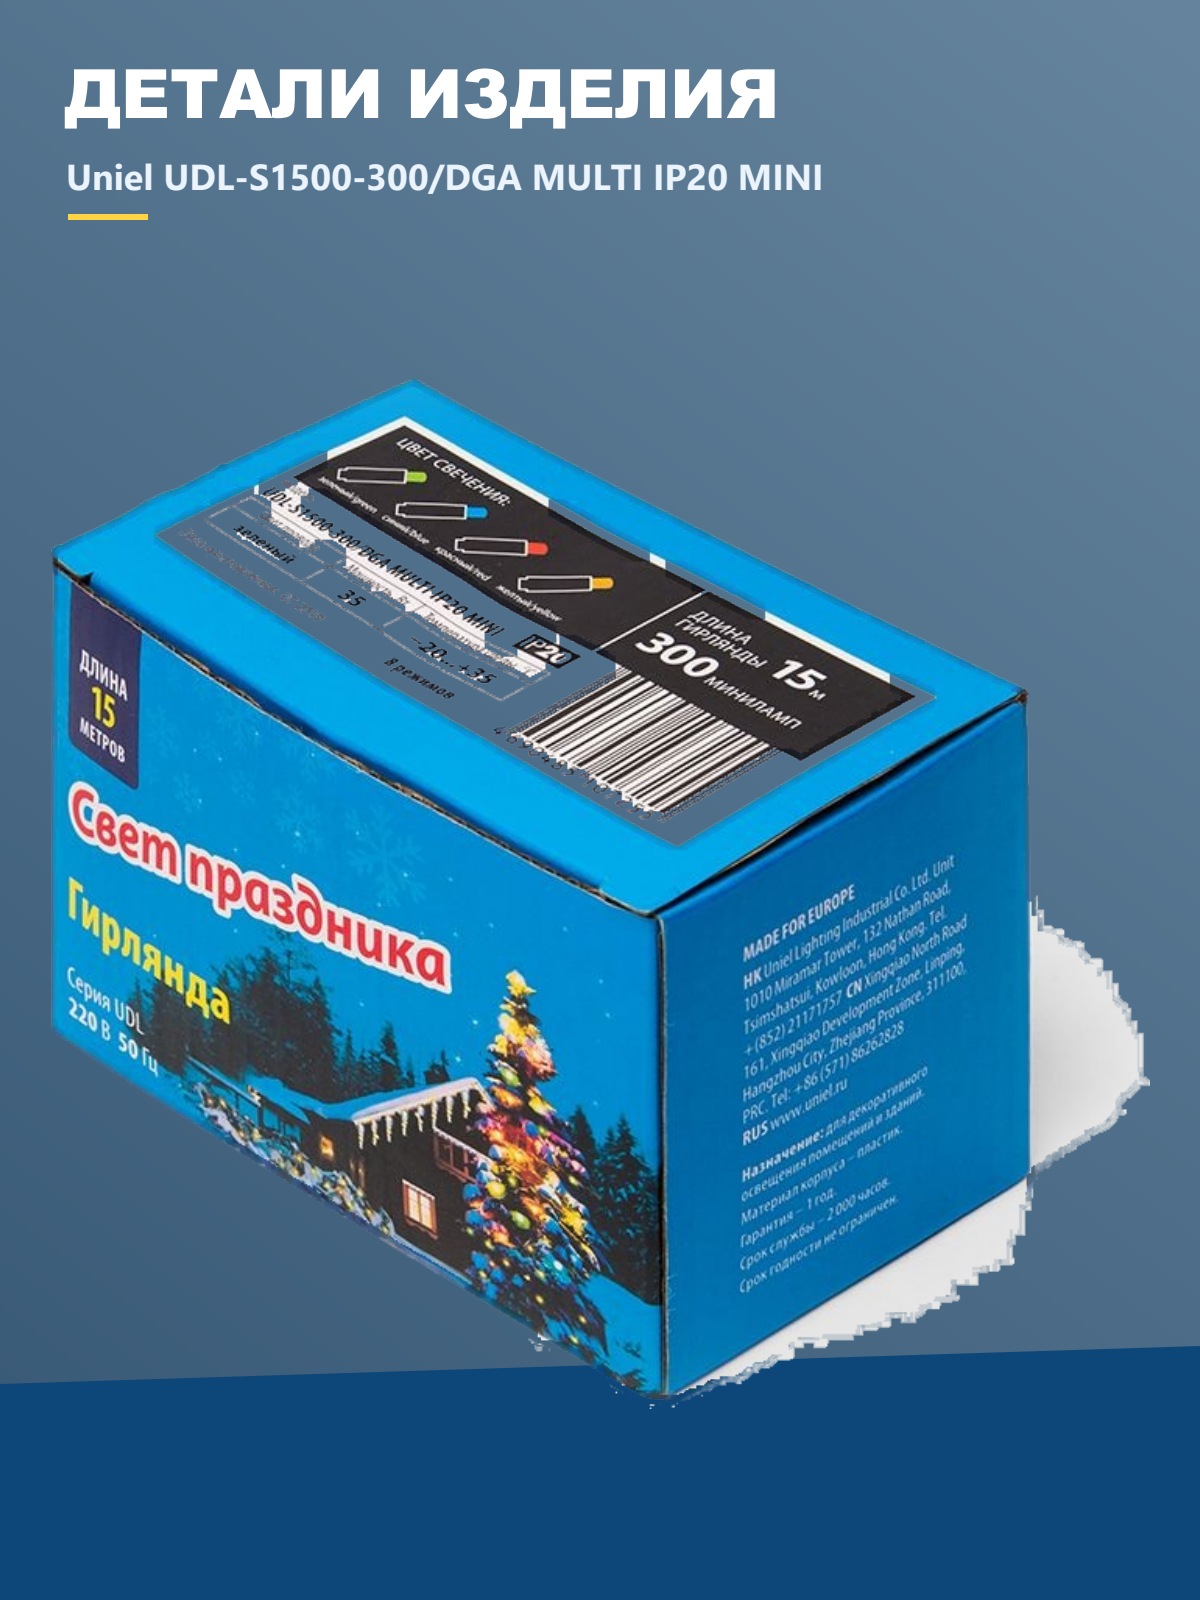 ДЕТАЛИ ИЗДЕЛИЯ
Uniel UDL-S1500-300/DGA MULTI IP20 MINI
ЦВЕТ СВЕЧЕНИЯ:
зеленый/green
синий/blue
красный/red
желтый/yellow
ДЛИНА
ГИРЛЯНДЫ 15 м
300 МИНИЛАМП
UDL-S1500-300/DGA MULTI IP20 MINI
IP20
зеленый
35
-20...+35
8 режимов
ДЛИНА
15
МЕТРОВ
Свет праздника
Гирлянда
Серия UDL
220 В 50 Гц
MADE FOR EUROPE
HK Uniel Lighting Industrial Co. Ltd. Unit
1010 Miramar Tower, 132 Nathan Road,
Tsimshatsui, Kowloon, Hong Kong. Tel.
+(852) 21171757 CN Xingqiao North Road
161, Xingqiao Development Zone, Linping,
Hangzhou City, Zhejiang Province, 311100,
PRC. Tel: +86 (571) 86262828
RUS www.uniel.ru
Назначение: для декоративного
освещения помещений и зданий.
Материал корпуса – пластик.
Гарантия – 1 год.
Срок службы – 2 000 часов.
Срок годности не ограничен.